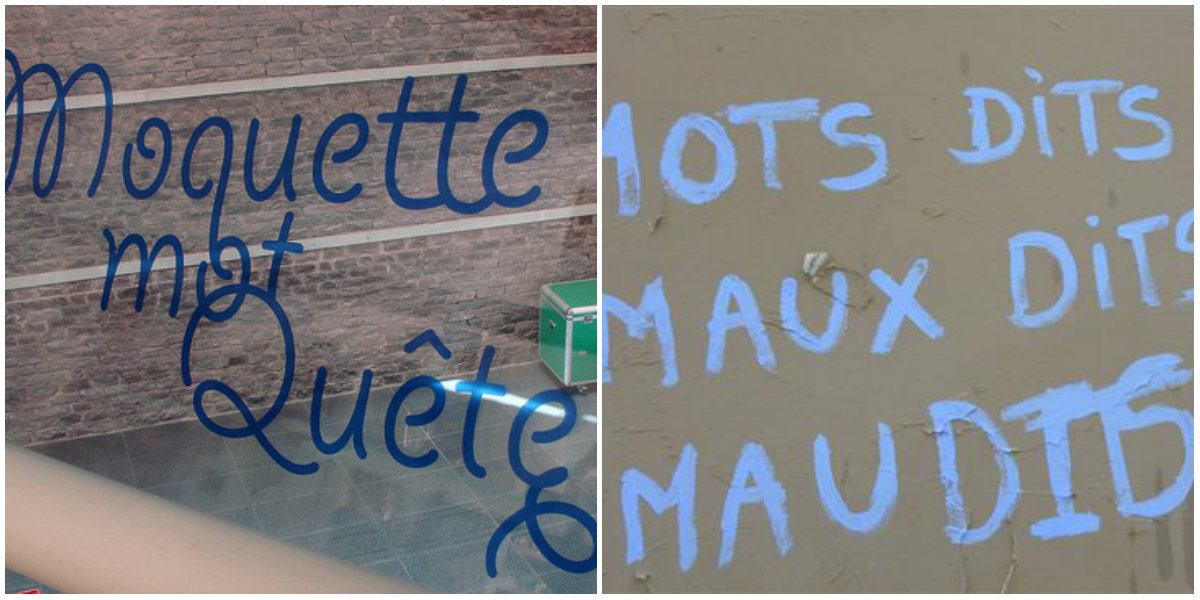 Moquette
mot
Quête
MOTS DiTS
MAUX DiTS
MAUDITS